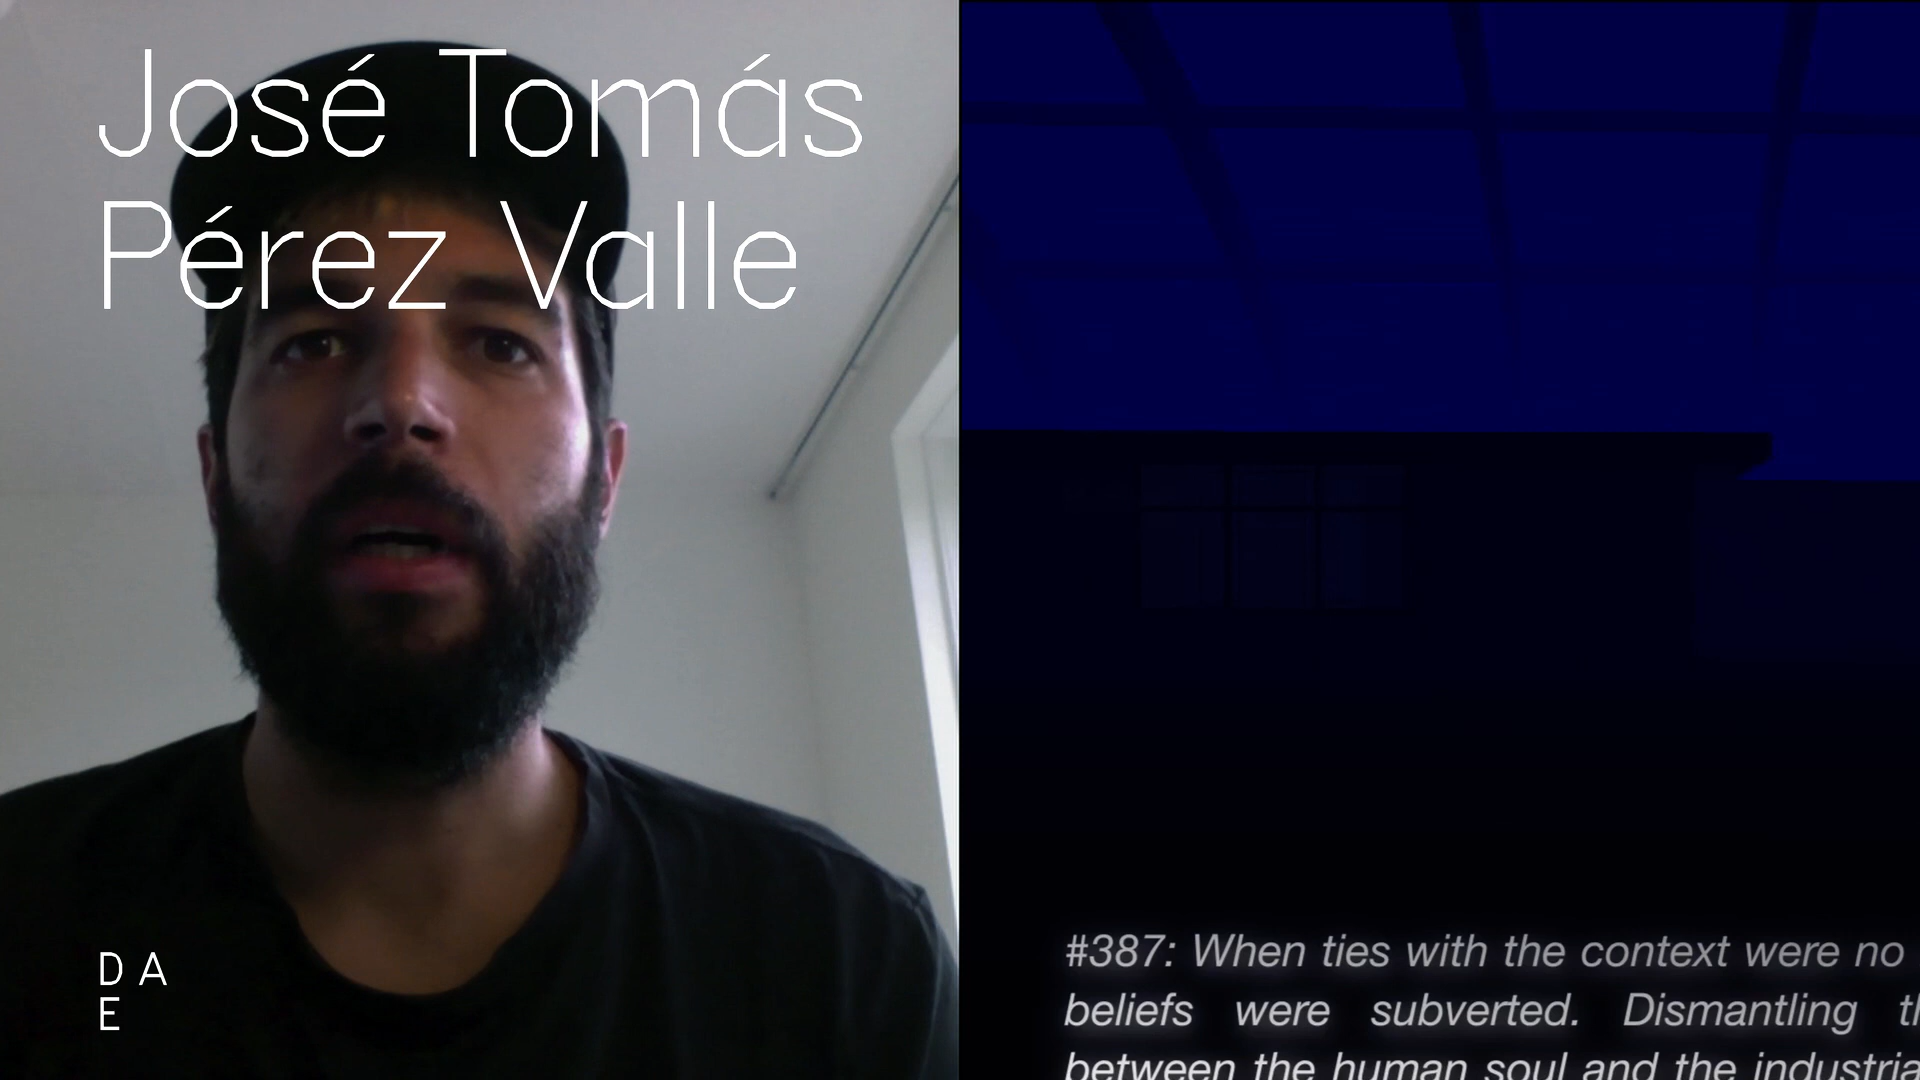 José Tomás
Pérez Valle
D A
E
#387: When ties with the context were no
beliefs were subverted. Dismantling
between the human soul and the